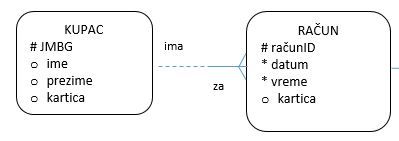 KUPAC
# JMBG
o ime
o prezime
o kartica
ima
za
RAČUN
# računID
* datum
* vreme
o kartica